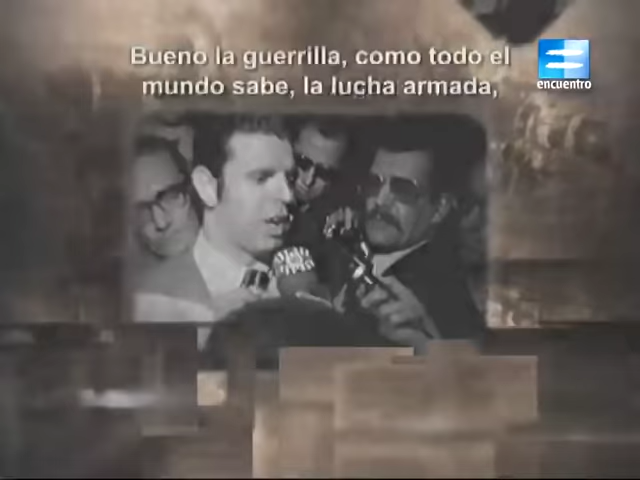 Bueno la guerrilla, como todo el
mundo sabe, la lucha armada,
encuentro